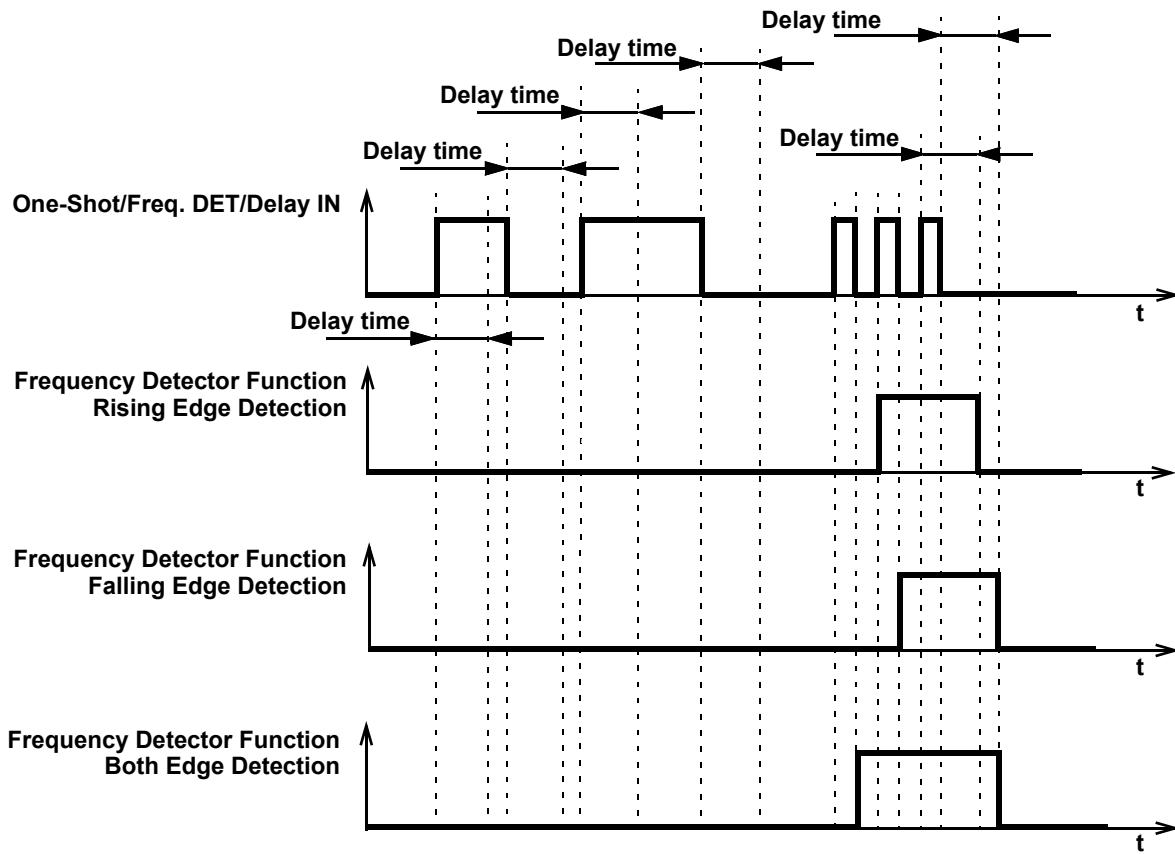 Delay time
Delay time
Delay time
Delay time
Delay time
One-Shot/Freq. DET/Delay IN
t
Delay time
Frequency Detector Function
Rising Edge Detection
t
Frequency Detector Function
Falling Edge Detection
t
Frequency Detector Function
Both Edge Detection
t